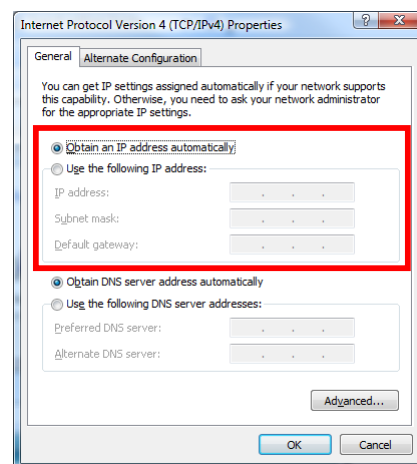 Internet Protocol Version 4 (TCP/IPv4) Properties
General
Alternate Configuration
You can get IP settings assigned automatically if your network supports
this capability. Otherwise, you need to ask your network administrator
for the appropriate IP settings.
Obtain an IP address automatically
Use the following IP address:
IP address:
Subnet mask:
Default gateway:
Obtain DNS server address automatically
Use the following DNS server addresses:
Preferred DNS server:
Alternate DNS server:
Advanced...
OK
Cancel